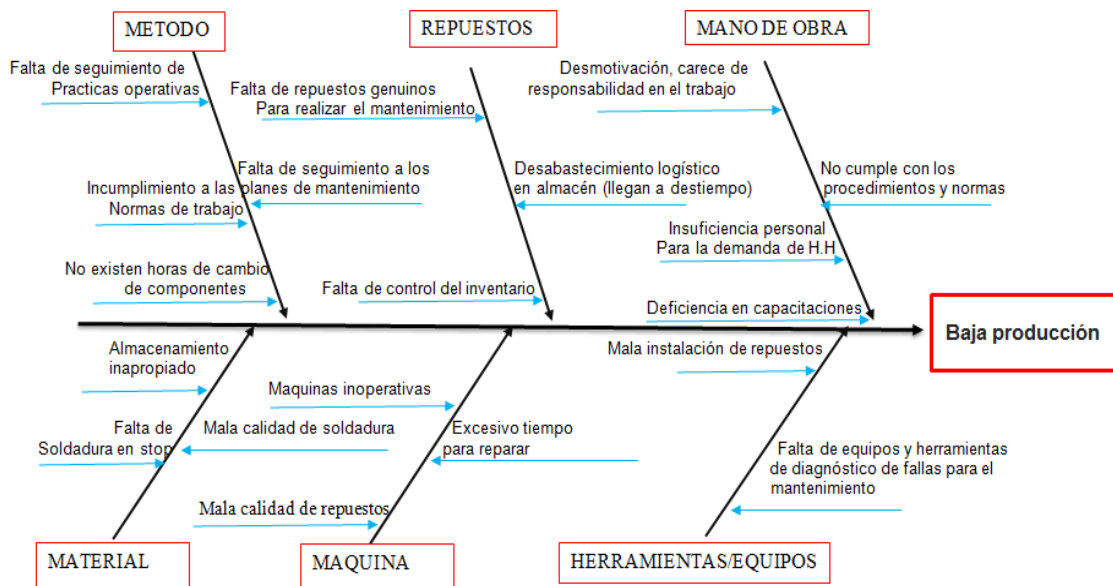 METODO
REPUESTOS
MANO DE OBRA
Falta de seguimiento de
Practicas operativas
Falta de repuestos genuinos
Para realizar el mantenimiento
Desmotivación, carece de
responsabilidad en el trabajo
Falta de seguimiento a los
planes de mantenimiento
Incumplimiento a las
Normas de trabajo
Desabastecimiento logístico
en almacén (llegan a destiempo)
No cumple con los
procedimientos y normas
Insuficiencia personal
Para la demanda de H.H
No existen horas de cambio
de componentes
Falta de control del inventario
Deficiencia en capacitaciones
Baja producción
Almacenamiento
inapropiado
Mala instalación de repuestos
Maquinas inoperativas
Falta de
Soldadura en stop
Mala calidad de soldadura
Excesivo tiempo
para reparar
Falta de equipos y herramientas
de diagnóstico de fallas para el
mantenimiento
Mala calidad de repuestos
MATERIAL
MAQUINA
HERRAMIENTAS/EQUIPOS